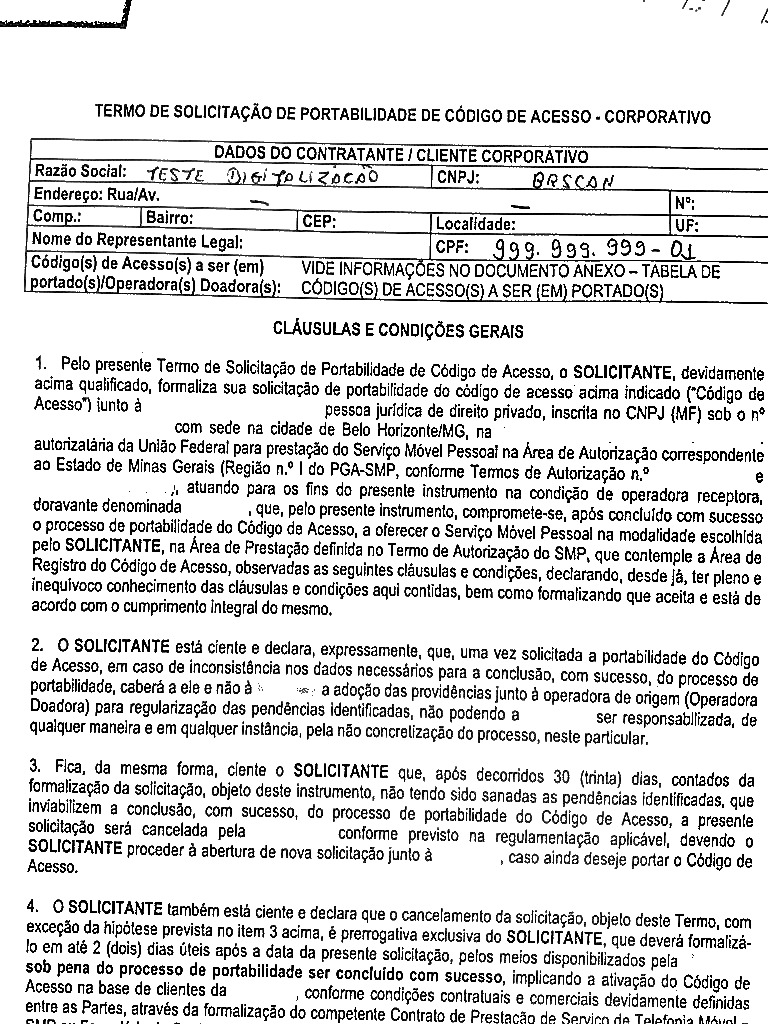 TERMO DE SOLICITAÇÃO DE PORTABILIDADE DE CÓDIGO DE ACESSO - CORPORATIVO
DADOS DO CONTRATANTE / CLIENTE CORPORATIVO
Razão Social: TESTE DIGITALIZACÃO CNPJ: BRSCAN
Endereço: Rua/Av. – – Nº:
Comp.: Bairro: CEP: Localidade: UF:
Nome do Representante Legal: CPF: 999.999.999-01
Código(s) de Acesso(s) a ser (em) VIDE INFORMAÇÕES NO DOCUMENTO ANEXO – TABELA DE
portado(s)/Operadora(s) Doadora(s): CÓDIGO(S) DE ACESSO(S) A SER (EM) PORTADO(S)
CLÁUSULAS E CONDIÇÕES GERAIS
1. Pelo presente Termo de Solicitação de Portabilidade de Código de Acesso, o SOLICITANTE, devidamente
acima qualificado, formaliza sua solicitação de portabilidade do código de acesso acima indicado ("Código de
Acesso") junto à pessoa jurídica de direito privado, inscrita no CNPJ (MF) sob o nº
com sede na cidade de Belo Horizonte/MG, na
autorizatária da União Federal para prestação do Serviço Móvel Pessoal na Área de Autorização correspondente
ao Estado de Minas Gerais (Região n.º I do PGA-SMP, conforme Termos de Autorização n.º e
, atuando para os fins do presente instrumento na condição de operadora receptora,
doravante denominada , que, pelo presente instrumento, compromete-se, após concluído com sucesso
o processo de portabilidade do Código de Acesso, a oferecer o Serviço Móvel Pessoal na modalidade escolhida
pelo SOLICITANTE, na Área de Prestação definida no Termo de Autorização do SMP, que contemple a Área de
Registro do Código de Acesso, observadas as seguintes cláusulas e condições, declarando, desde já, ter pleno e
inequívoco conhecimento das cláusulas e condições aqui contidas, bem como formalizando que aceita e está de
acordo com o cumprimento integral do mesmo.
2. O SOLICITANTE está ciente e declara, expressamente, que, uma vez solicitada a portabilidade do Código
de Acesso, em caso de inconsistência nos dados necessários para a conclusão, com sucesso, do processo de
portabilidade, caberá a ele e não à a adoção das providências junto à operadora de origem (Operadora
Doadora) para regularização das pendências identificadas, não podendo a ser responsabilizada, de
qualquer maneira e em qualquer instância, pela não concretização do processo, neste particular.
3. Fica, da mesma forma, ciente o SOLICITANTE que, após decorridos 30 (trinta) dias, contados da
formalização da solicitação, objeto deste instrumento, não tendo sido sanadas as pendências identificadas, que
inviabilizem a conclusão, com sucesso, do processo de portabilidade do Código de Acesso, a presente
solicitação será cancelada pela conforme previsto na regulamentação aplicável, devendo o
SOLICITANTE proceder à abertura de nova solicitação junto à , caso ainda deseje portar o Código de
Acesso.
4. O SOLICITANTE também está ciente e declara que o cancelamento da solicitação, objeto deste Termo, com
exceção da hipótese prevista no item 3 acima, é prerrogativa exclusiva do SOLICITANTE, que deverá formalizá-
lo em até 2 (dois) dias úteis após a data da presente solicitação, pelos meios disponibilizados pela
sob pena do processo de portabilidade ser concluído com sucesso, implicando a ativação do Código de
Acesso na base de clientes da , conforme condições contratuais e comerciais devidamente definidas
entre as Partes, através da formalização do competente Contrato de Prestação de Serviço de Telefonia Móvel –